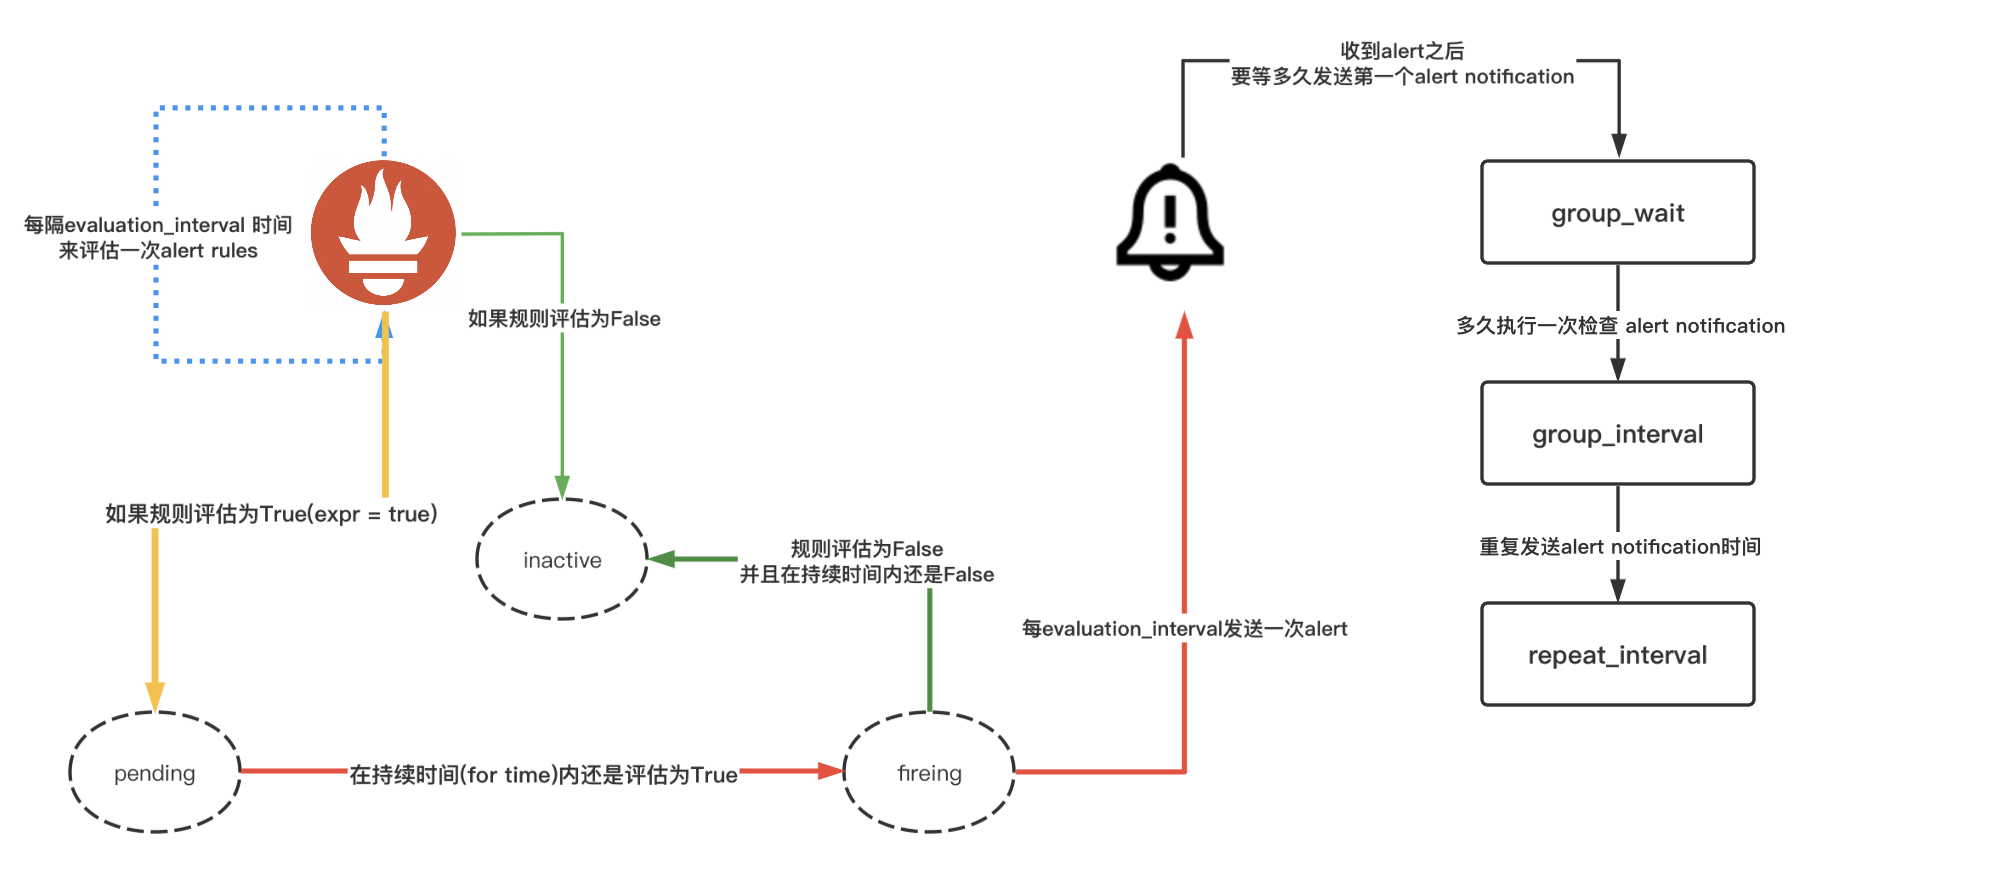 收到alert之后
要等多久发送第一个alert notification
每隔evaluation_interval 时间
来评估一次alert rules
group_wait
如果规则评估为False
多久执行一次检查 alert notification
group_interval
如果规则评估为True(expr = true)
inactive
规则评估为False
并且在持续时间内还是False
重复发送alert notification时间
每evaluation_interval发送一次alert
repeat_interval
pending
在持续时间(for time)内还是评估为True
fireing